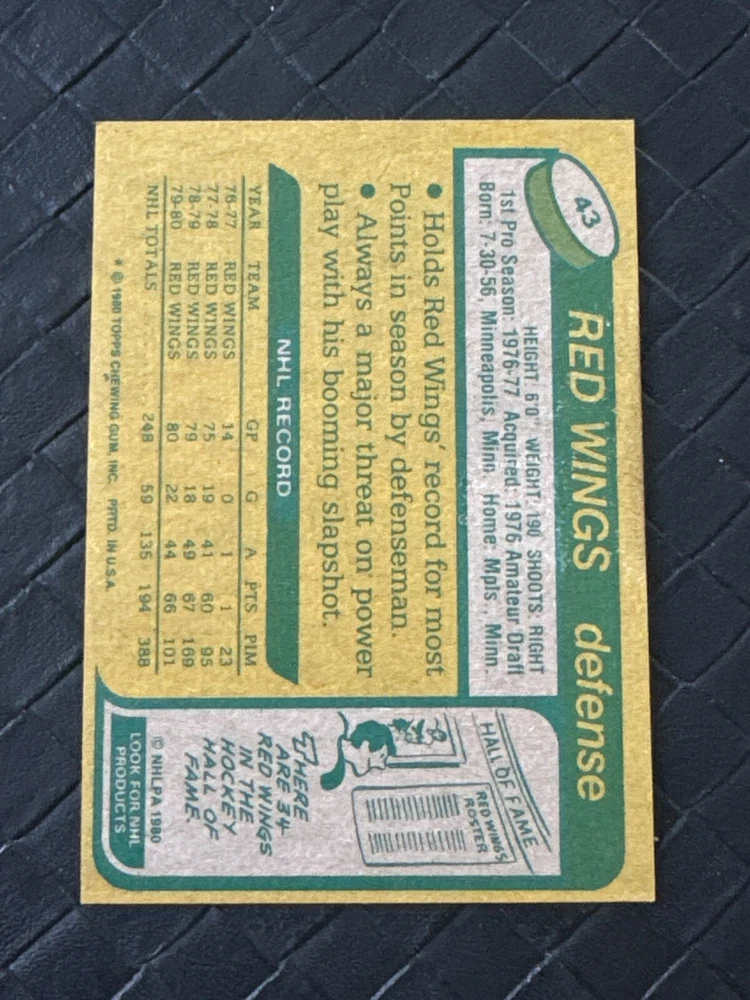 43
RED WINGS defense
HEIGHT: 6'0" WEIGHT: 190 SHOOTS: RIGHT
1st Pro Season: 1976-77 Acquired: 1976 Amateur Draft
Born: 7-30-56, Minneapolis, Minn. Home: Mpls., Minn.
• Holds Red Wings' record for most
Points in season by defenseman.
• Always a major threat on power
play with his booming slapshot.
NHL RECORD
YEAR TEAM GP G A PTS PIM
76-77 RED WINGS 14 0 1 1 23
77-78 RED WINGS 75 19 41 60 95
78-79 RED WINGS 79 18 49 67 169
79-80 RED WINGS 80 22 44 66 101
NHL TOTALS 248 59 135 194 388
* © 1980 TOPPS CHEWING GUM, INC. PRTD. IN U.S.A.
HALL OF FAME
RED WINGS
ROSTER
THERE
ARE 34
RED WINGS
IN THE
HOCKEY
HALL OF
FAME.
© NHLPA 1980
LOOK FOR NHL
PRODUCTS